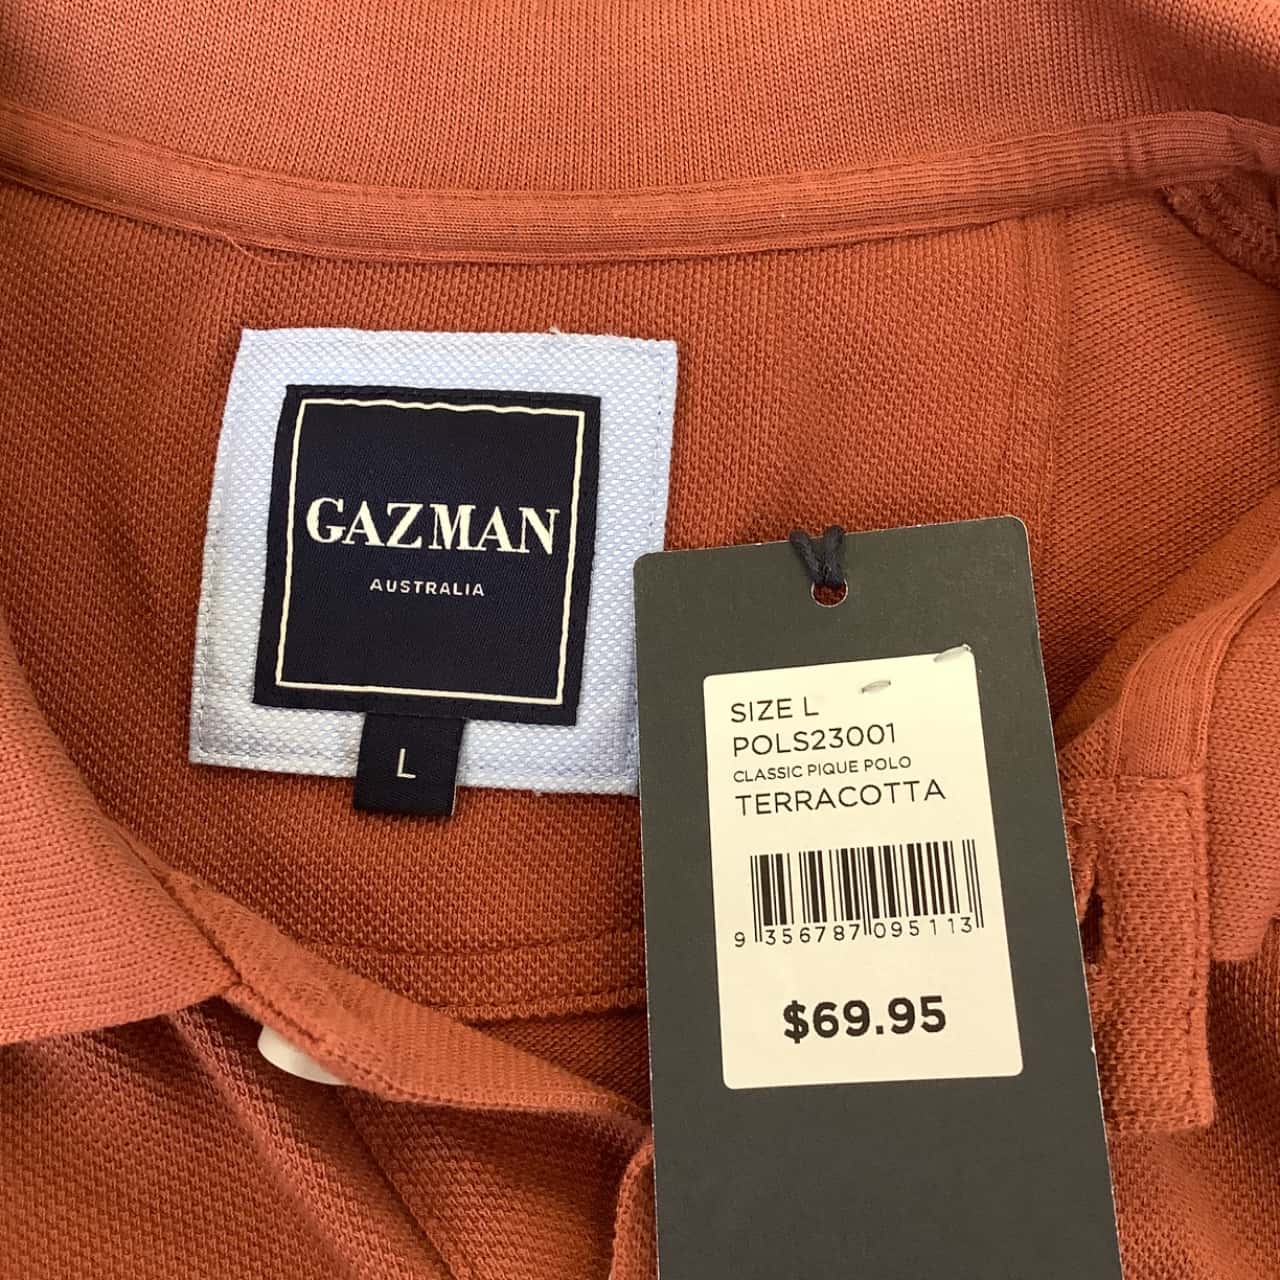 GAZMAN
AUSTRALIA
L
SIZE L
POLS23001
CLASSIC PIQUE POLO
TERRACOTTA
9 356787 095113
$69.95